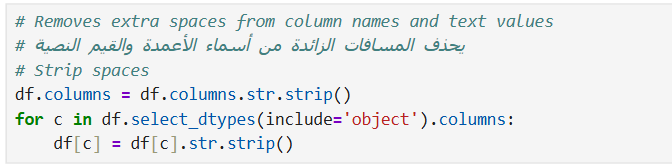 # Removes extra spaces from column names and text values
# يحذف المسافات الزائدة من أسماء الأعمدة والقيم النصية
# Strip spaces
df.columns = df.columns.str.strip()
for c in df.select_dtypes(include='object').columns:
    df[c] = df[c].str.strip()